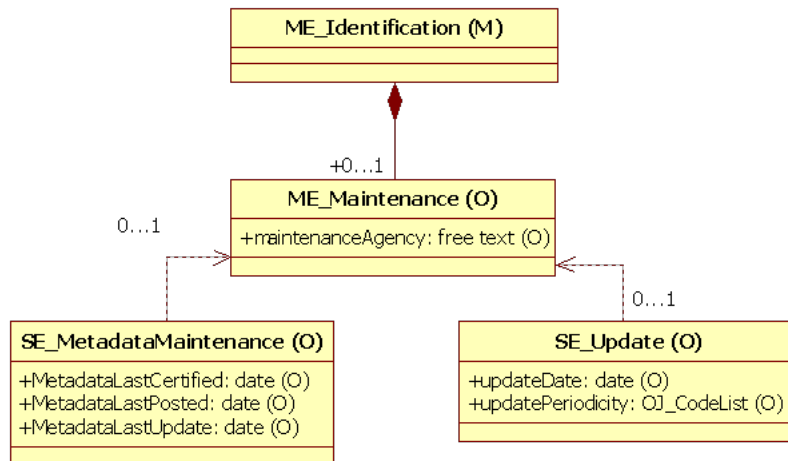 ME_Identification (M)
+0...1
ME_Maintenance (O)
+maintenanceAgency: free text (O)
0...1
0...1
SE_MetadataMaintenance (O)
+MetadataLastCertified: date (O)
+MetadataLastPosted: date (O)
+MetadataLastUpdate: date (O)
SE_Update (O)
+updateDate: date (O)
+updatePeriodicity: OJ_CodeList (O)